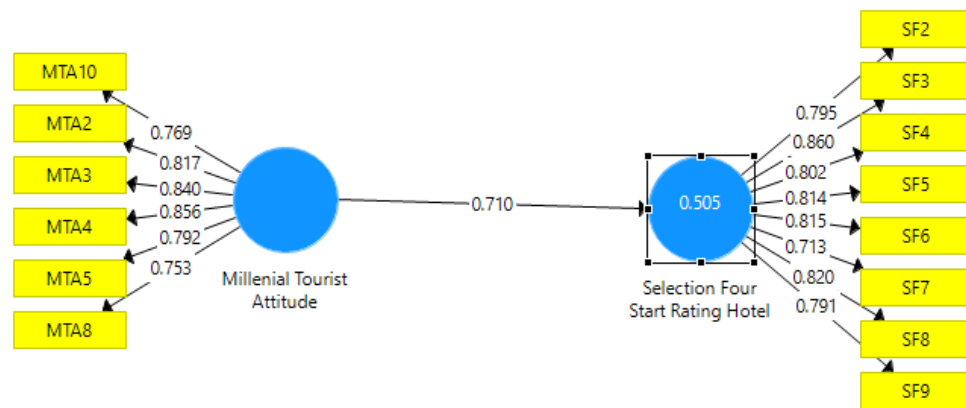 MTA10
MTA2
MTA3
MTA4
MTA5
MTA8
0.769
0.817
0.840
0.856
0.792
0.753
Millenial Tourist
Attitude
0.710
0.505
Selection Four
Start Rating Hotel
0.795
0.860
0.802
0.814
0.815
0.713
0.820
0.791
SF2
SF3
SF4
SF5
SF6
SF7
SF8
SF9